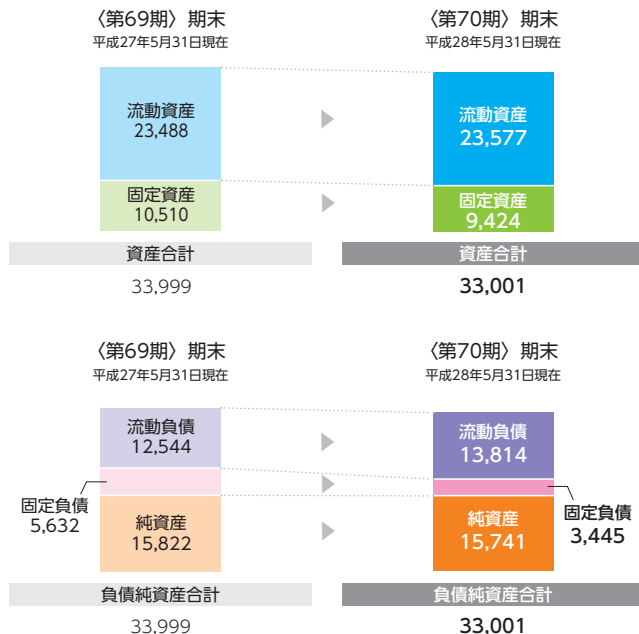 〈第69期〉期末
平成27年5月31日現在
流動資産
23,488
固定資産
10,510
資産合計
33,999
〈第70期〉期末
平成28年5月31日現在
流動資産
23,577
固定資産
9,424
資産合計
33,001
〈第69期〉期末
平成27年5月31日現在
流動負債
12,544
固定負債
5,632
純資産
15,822
負債純資産合計
33,999
〈第70期〉期末
平成28年5月31日現在
流動負債
13,814
固定負債
3,445
純資産
15,741
負債純資産合計
33,001